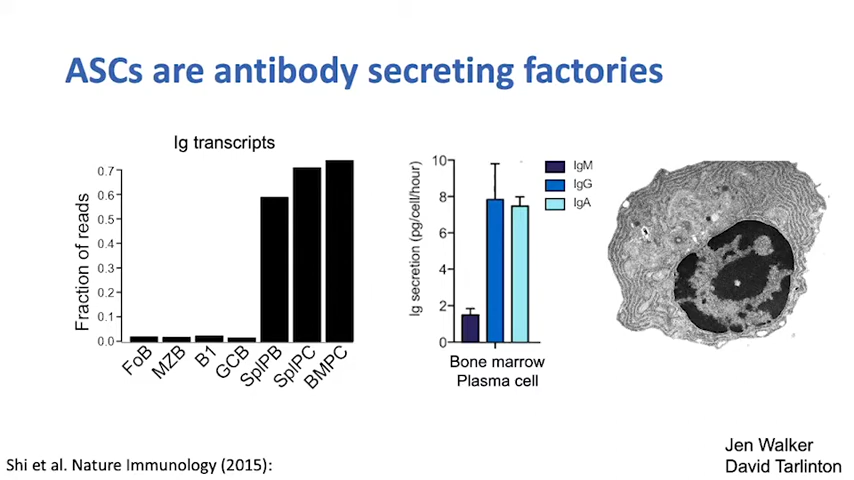 ASCs are antibody secreting factories
Ig transcripts
Fraction of reads
0.7
0.6
0.5
0.4
0.3
0.2
0.1
0.0
FoB
MZB
B1
GCB
SplPB
SplPC
BMPC
Ig secretion (pg/cell/hour)
10
8
6
4
2
0
IgM
IgG
IgA
Bone marrow
Plasma cell
Jen Walker
David Tarlinton
Shi et al. Nature Immunology (2015):